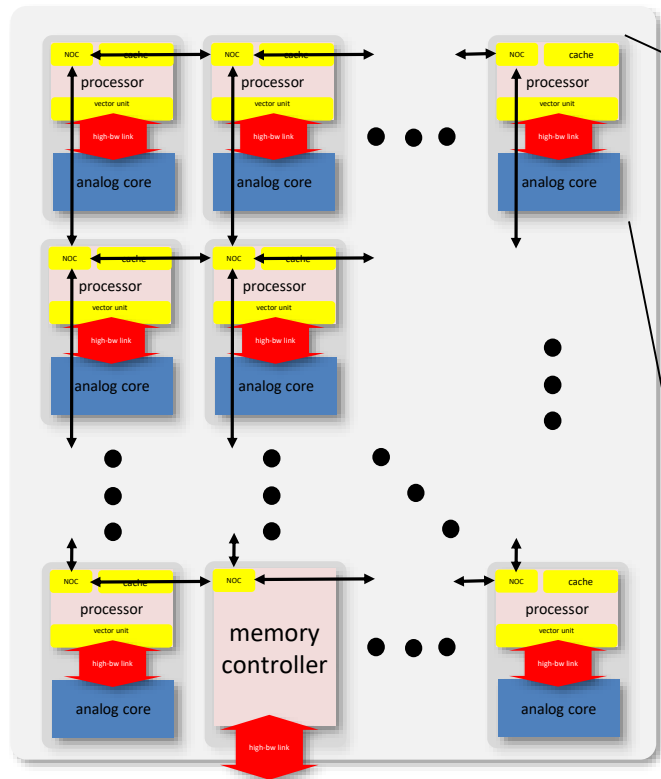 NOC cache NOC cache NOC cache
processor processor processor
vector unit vector unit vector unit
high-bw link high-bw link high-bw link
analog core analog core analog core
NOC cache NOC cache
processor processor
vector unit vector unit
high-bw link high-bw link
analog core analog core
NOC cache NOC NOC cache
processor processor
vector unit vector unit
memory
controller
high-bw link high-bw link
analog core analog core
high-bw link